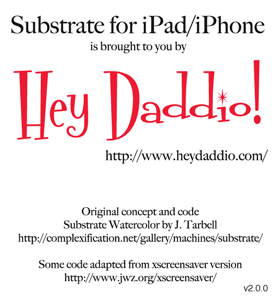 Substrate for iPad/iPhone
is brought to you by
Hey Daddio!
http://www.heydaddio.com/
Original concept and code
Substrate Watercolor by J. Tarbell
http://complexification.net/gallery/machines/substrate/
Some code adapted from xscreensaver version
http://www.jwz.org/xscreensaver/
v2.0.0